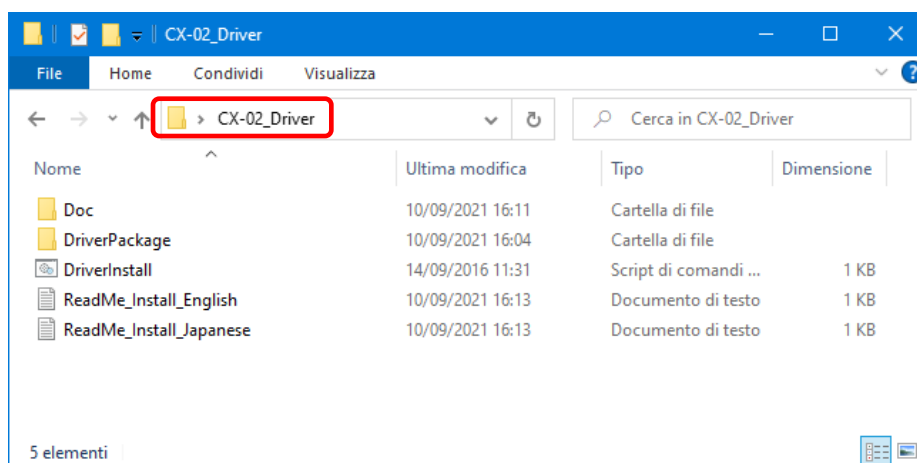 CX-02_Driver
File Home Condividi Visualizza ?
CX-02_Driver Cerca in CX-02_Driver
Nome Ultima modifica Tipo Dimensione
Doc 10/09/2021 16:11 Cartella di file
DriverPackage 10/09/2021 16:04 Cartella di file
DriverInstall 14/09/2016 11:31 Script di comandi ... 1 KB
ReadMe_Install_English 10/09/2021 16:13 Documento di testo 1 KB
ReadMe_Install_Japanese 10/09/2021 16:13 Documento di testo 1 KB
5 elementi